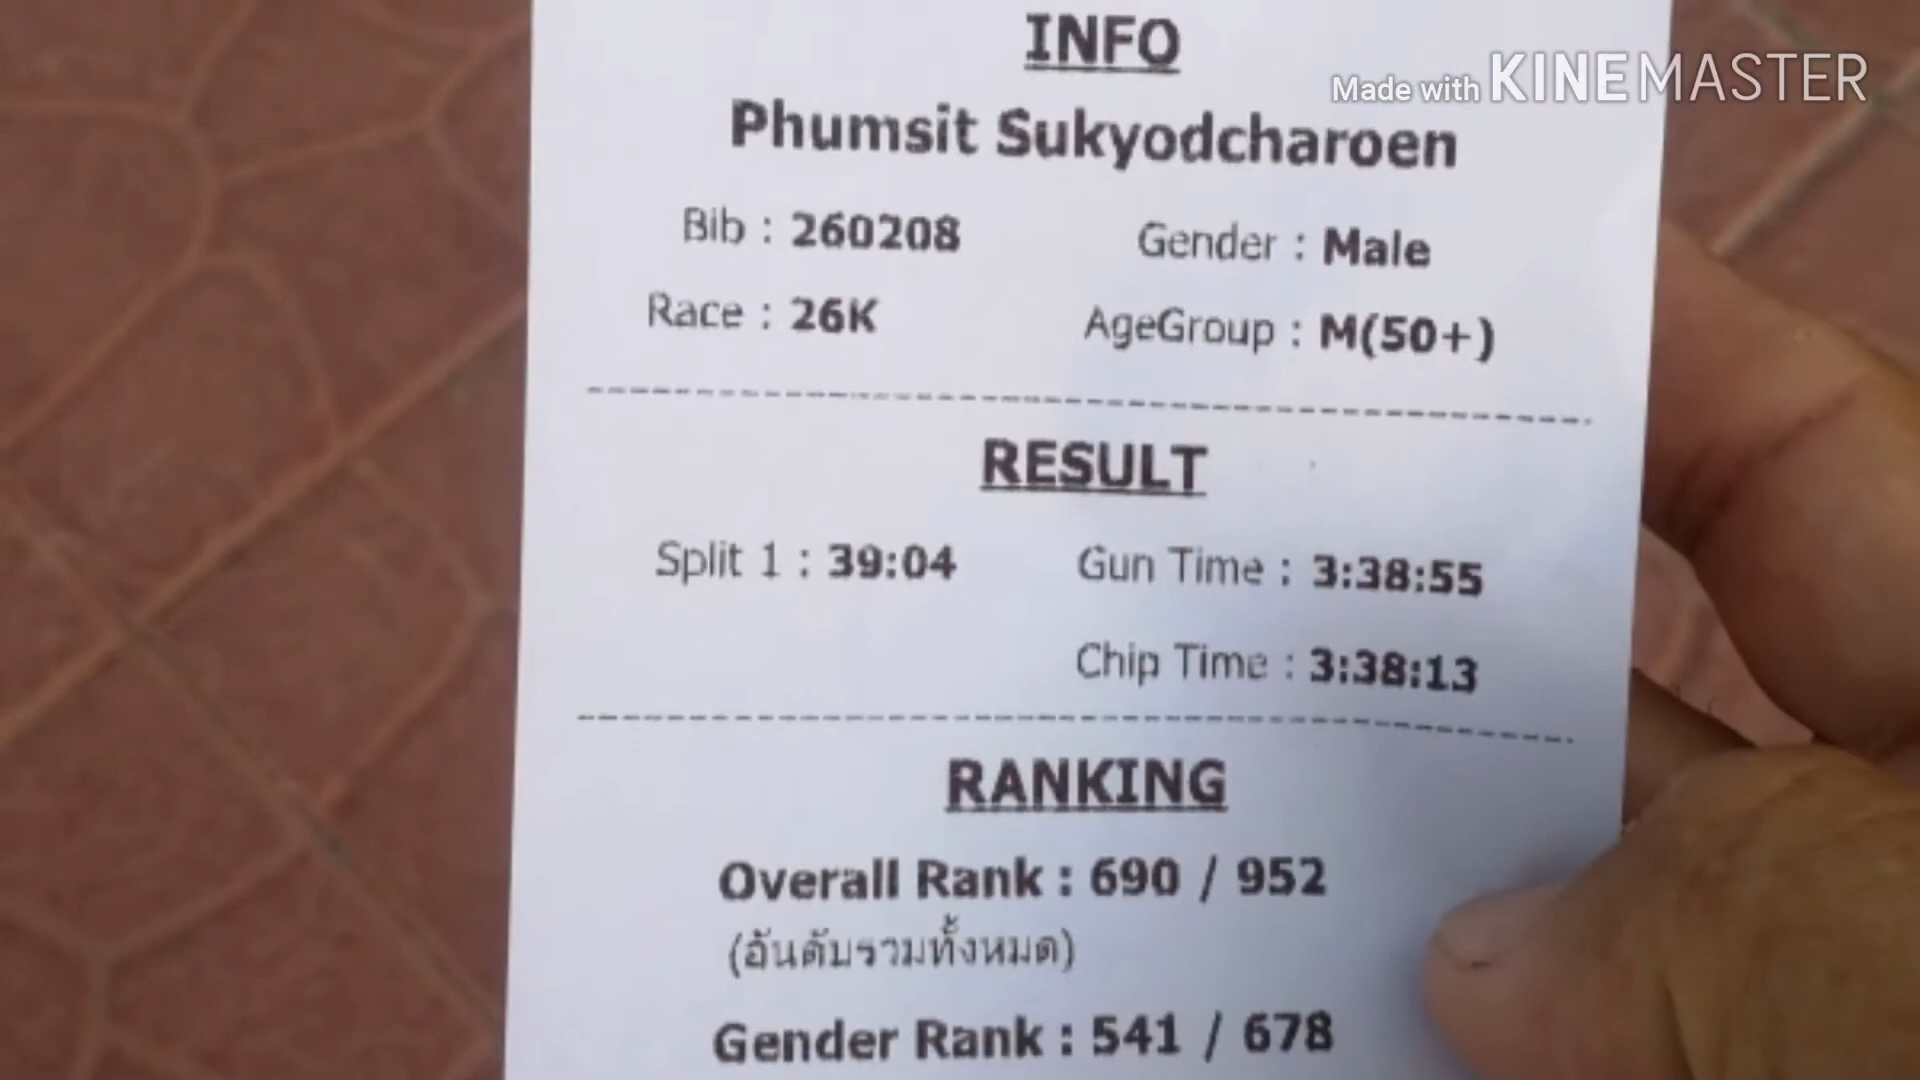 INFO
Made with KINEMASTER
Phumsit Sukyodcharoen
Bib : 260208 Gender : Male
Race : 26K AgeGroup : M(50+)
RESULT
Split 1 : 39:04 Gun Time : 3:38:55
Chip Time : 3:38:13
RANKING
Overall Rank : 690 / 952
(อันดับรวมทั้งหมด)
Gender Rank : 541 / 678